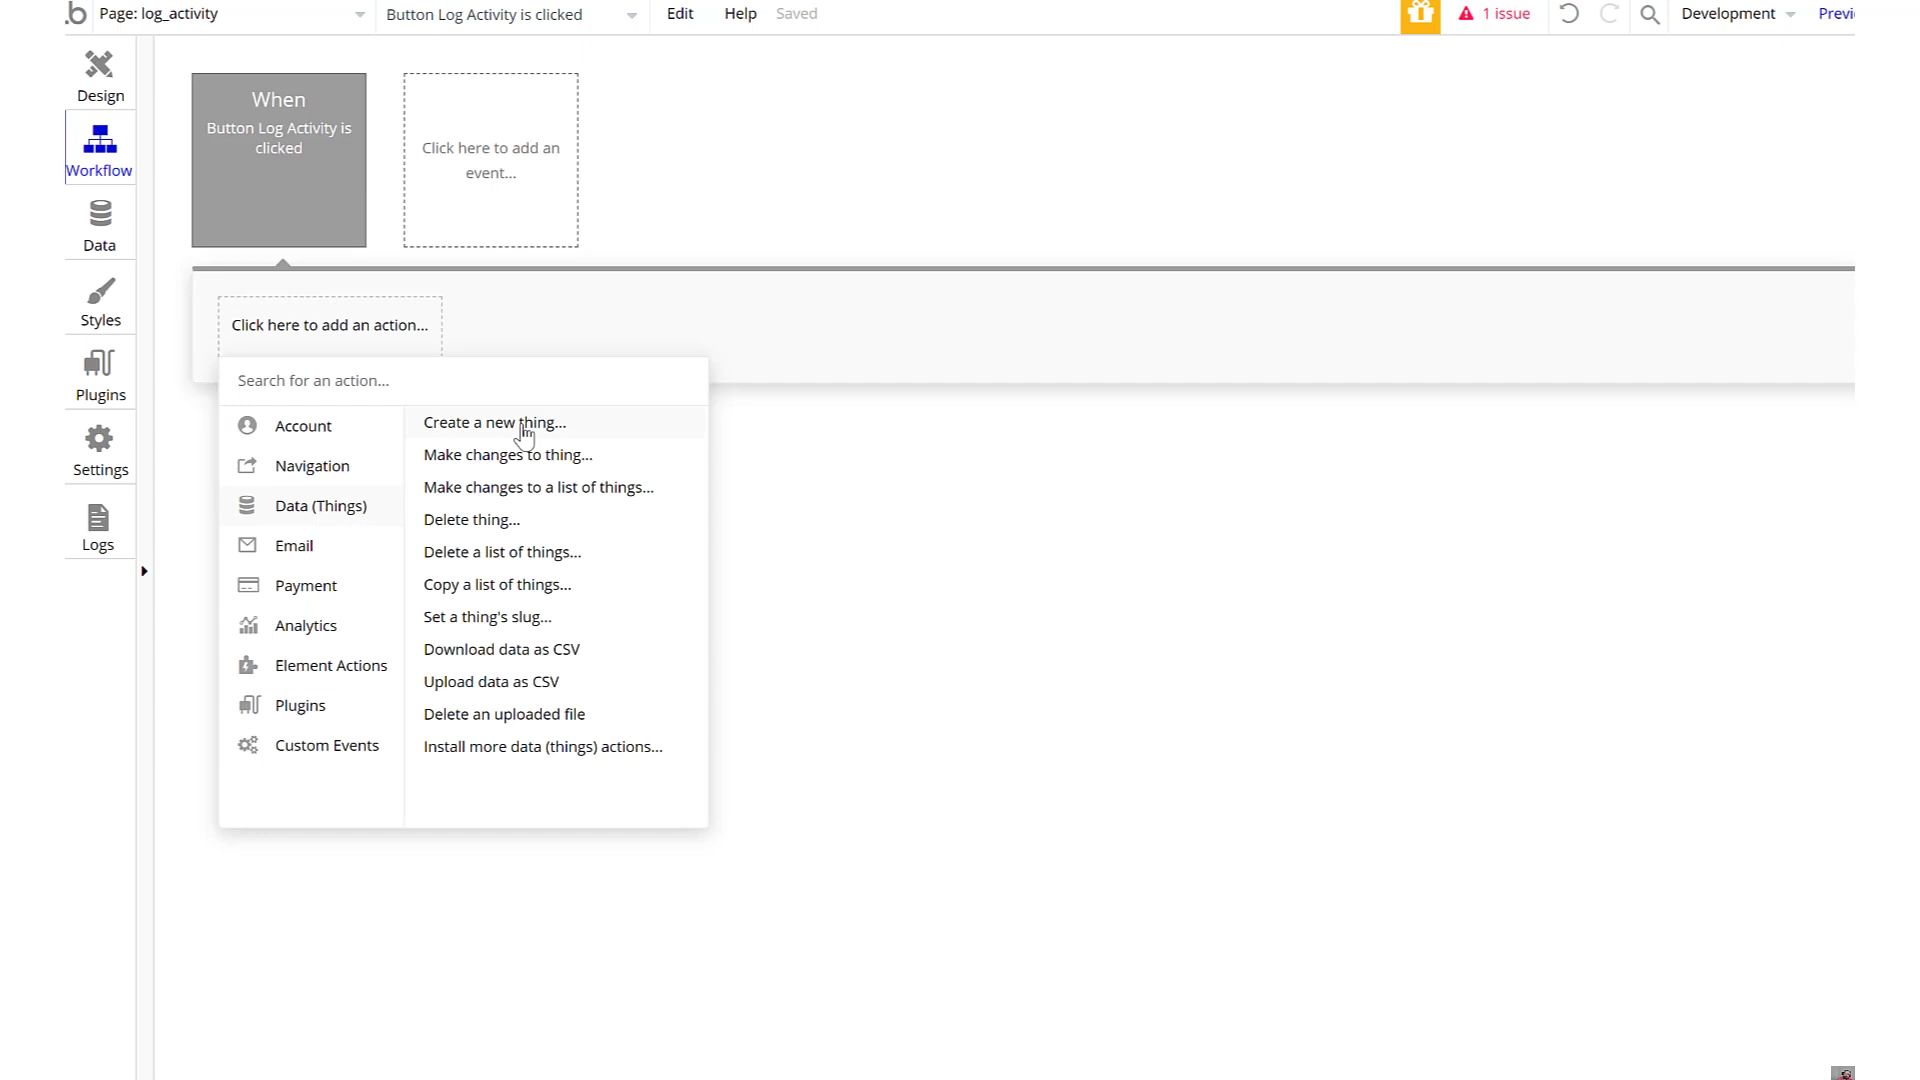 .b Page: log_activity
Button Log Activity is clicked
Edit
Help
Saved
1 issue
Development
Previ
Design
Workflow
Data
Styles
Plugins
Settings
Logs
When
Button Log Activity is
clicked
Click here to add an
event...
Click here to add an action...
Search for an action...
Account
Navigation
Data (Things)
Email
Payment
Analytics
Element Actions
Plugins
Custom Events
Create a new thing...
Make changes to thing...
Make changes to a list of things...
Delete thing...
Delete a list of things...
Copy a list of things...
Set a thing's slug...
Download data as CSV
Upload data as CSV
Delete an uploaded file
Install more data (things) actions...